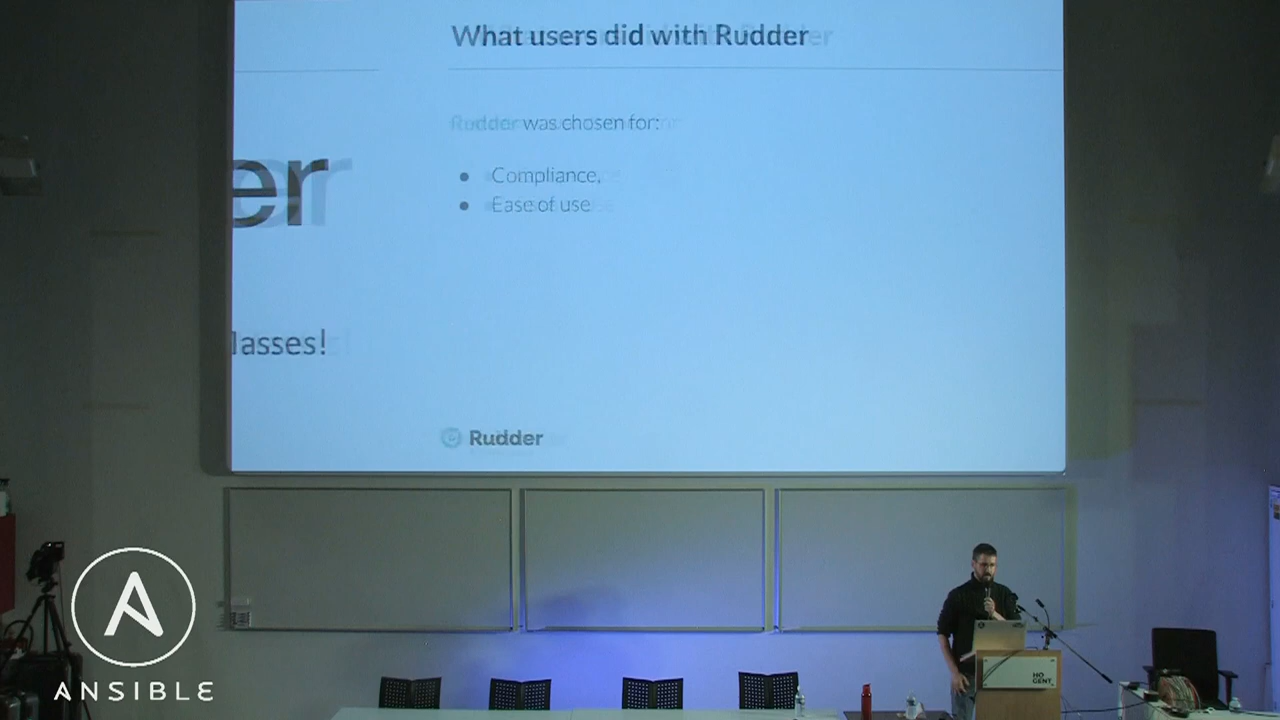 What users did with Rudder
Rudder was chosen for:
er
• Compliance,
• Ease of use
lasses!
Rudder
ANSIBLE
HO
GENT